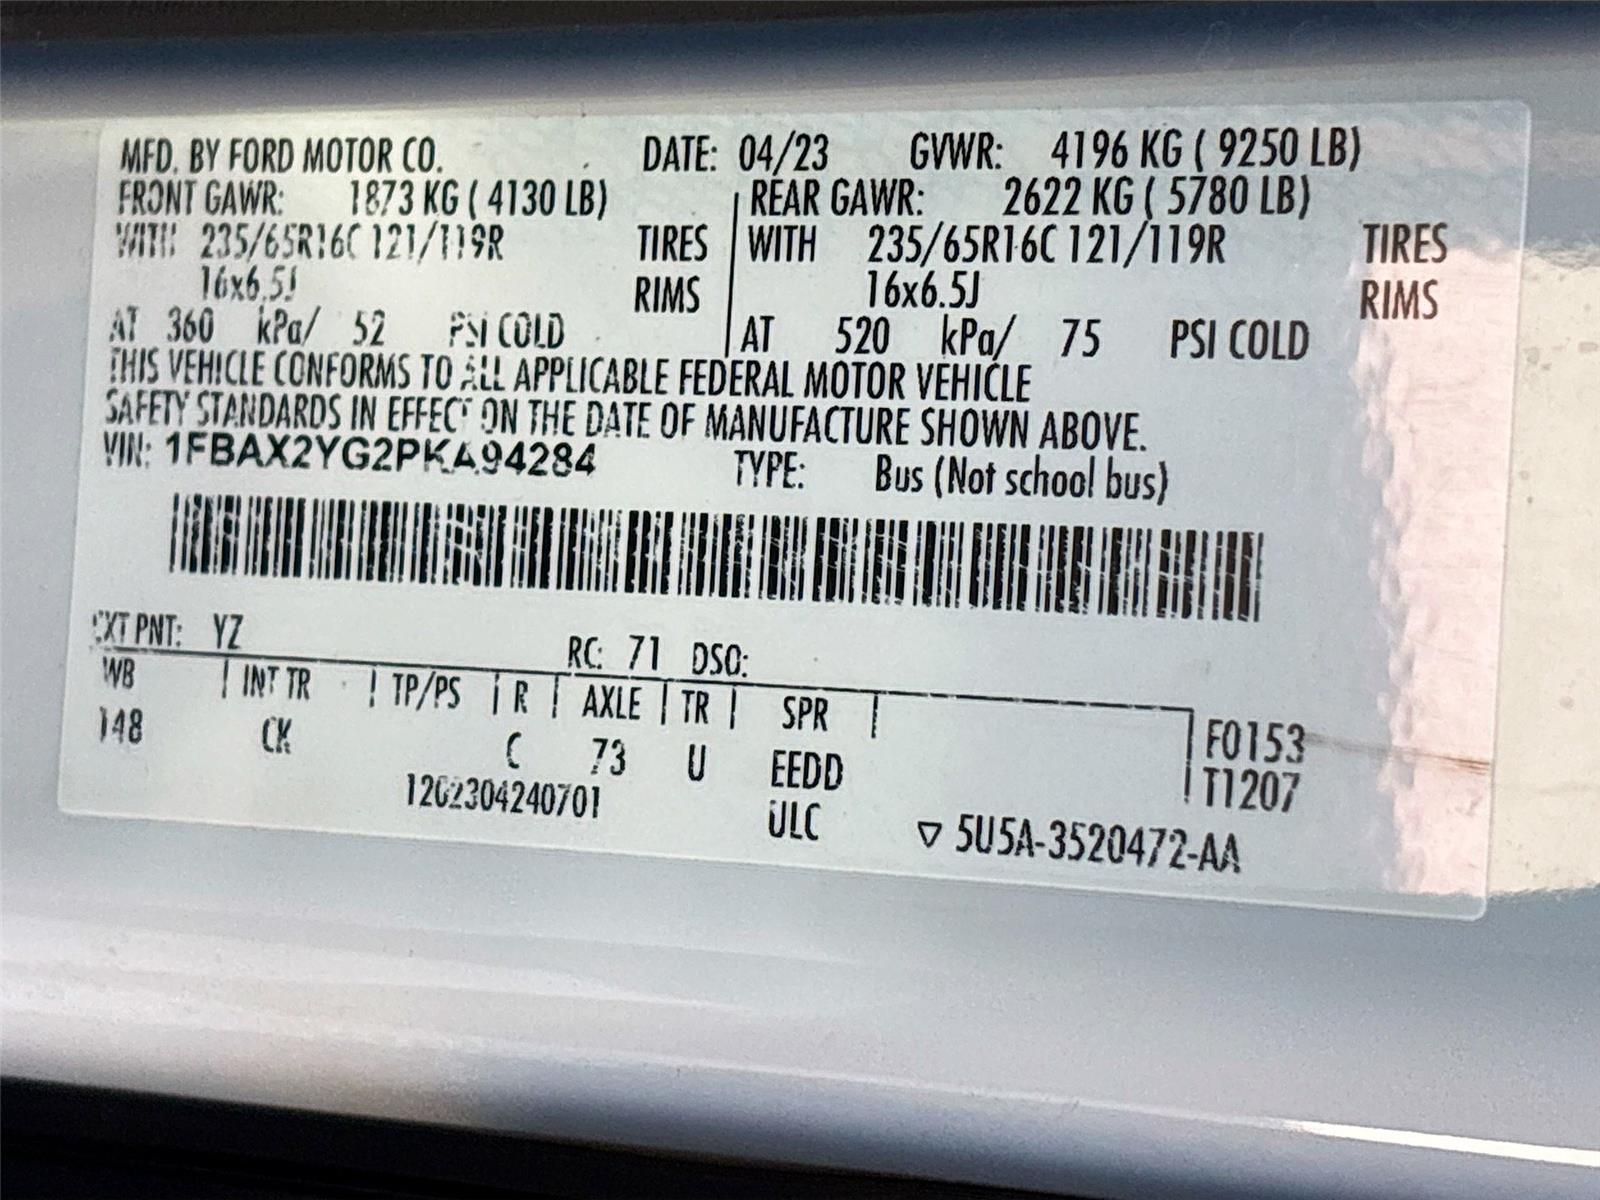 MFD. BY FORD MOTOR CO. DATE: 04/23 GVWR: 4196 KG ( 9250 LB)
FRONT GAWR: 1873 KG ( 4130 LB) REAR GAWR: 2622 KG ( 5780 LB)
WITH 235/65R16C 121/119R TIRES WITH 235/65R16C 121/119R TIRES
16x6.5J RIMS 16x6.5J RIMS
AT 360 kPa/ 52 PSI COLD AT 520 kPa/ 75 PSI COLD
THIS VEHICLE CONFORMS TO ALL APPLICABLE FEDERAL MOTOR VEHICLE
SAFETY STANDARDS IN EFFECT ON THE DATE OF MANUFACTURE SHOWN ABOVE.
VIN: 1FBAX2YG2PKA94284 TYPE: Bus (Not school bus)
EXT PNT: YZ RC: 71 DSO:
WB INT TR TP/PS R AXLE TR SPR
148 CK C 73 U EEDD F0153
1202304240701 ULC T1207
▽ 5U5A-3520472-AA